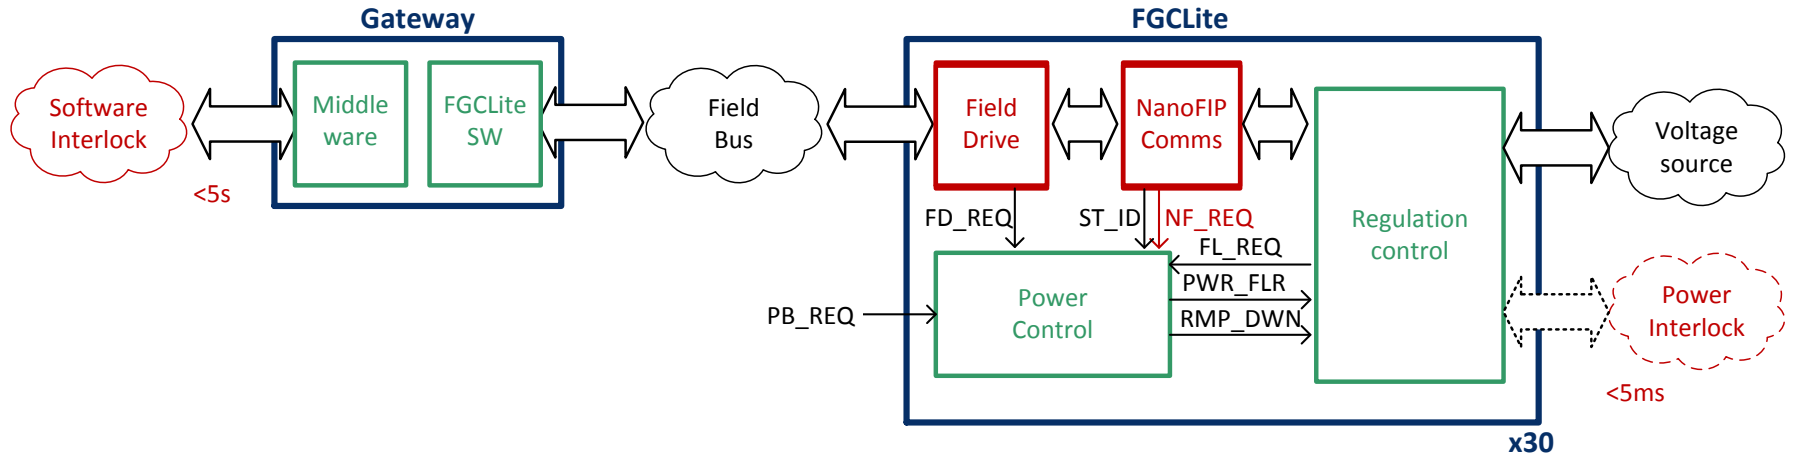 Gateway
FGCLite
Software
Interlock
<5s
Middle
ware
FGCLite
SW
Field
Bus
Field
Drive
NanoFIP
Comms
FD_REQ
ST_ID
NF_REQ
FL_REQ
PWR_FLR
RMP_DWN
PB_REQ
Power
Control
Regulation
control
Voltage
source
Power
Interlock
<5ms
x30